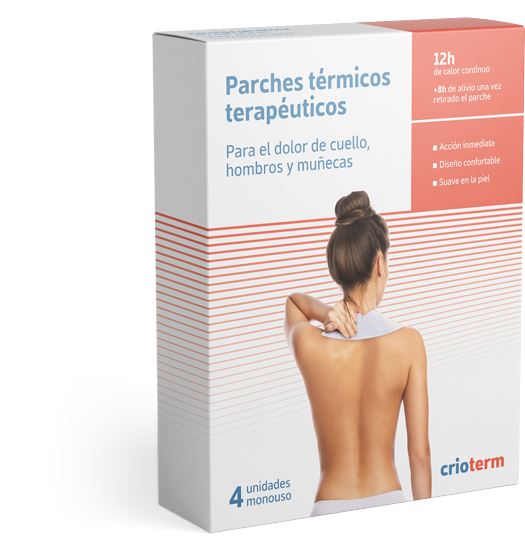 Parches térmicos
terapéuticos
Para el dolor de cuello,
hombros y muñecas
12h
de calor continuo
+8h de alivio una vez
retirado el parche
Acción inmediata
Diseño confortable
Suave en la piel
4 unidades
monouso
crioterm